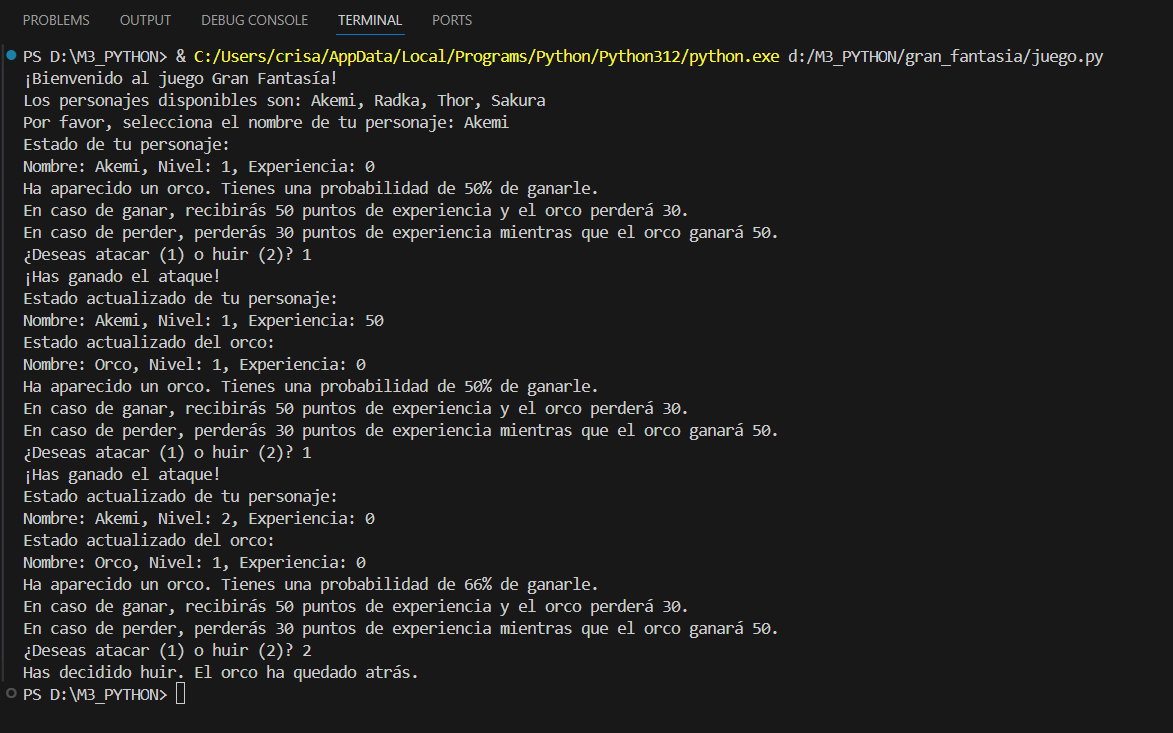 PROBLEMS OUTPUT DEBUG CONSOLE TERMINAL PORTS
PS D:\M3_PYTHON> & C:/Users/crisa/AppData/Local/Programs/Python/Python312/python.exe d:/M3_PYTHON/gran_fantasia/juego.py
¡Bienvenido al juego Gran Fantasía!
Los personajes disponibles son: Akemi, Radka, Thor, Sakura
Por favor, selecciona el nombre de tu personaje: Akemi
Estado de tu personaje:
Nombre: Akemi, Nivel: 1, Experiencia: 0
Ha aparecido un orco. Tienes una probabilidad de 50% de ganarle.
En caso de ganar, recibirás 50 puntos de experiencia y el orco perderá 30.
En caso de perder, perderás 30 puntos de experiencia mientras que el orco ganará 50.
¿Deseas atacar (1) o huir (2)? 1
¡Has ganado el ataque!
Estado actualizado de tu personaje:
Nombre: Akemi, Nivel: 1, Experiencia: 50
Estado actualizado del orco:
Nombre: Orco, Nivel: 1, Experiencia: 0
Ha aparecido un orco. Tienes una probabilidad de 50% de ganarle.
En caso de ganar, recibirás 50 puntos de experiencia y el orco perderá 30.
En caso de perder, perderás 30 puntos de experiencia mientras que el orco ganará 50.
¿Deseas atacar (1) o huir (2)? 1
¡Has ganado el ataque!
Estado actualizado de tu personaje:
Nombre: Akemi, Nivel: 2, Experiencia: 0
Estado actualizado del orco:
Nombre: Orco, Nivel: 1, Experiencia: 0
Ha aparecido un orco. Tienes una probabilidad de 66% de ganarle.
En caso de ganar, recibirás 50 puntos de experiencia y el orco perderá 30.
En caso de perder, perderás 30 puntos de experiencia mientras que el orco ganará 50.
¿Deseas atacar (1) o huir (2)? 2
Has decidido huir. El orco ha quedado atrás.
PS D:\M3_PYTHON>